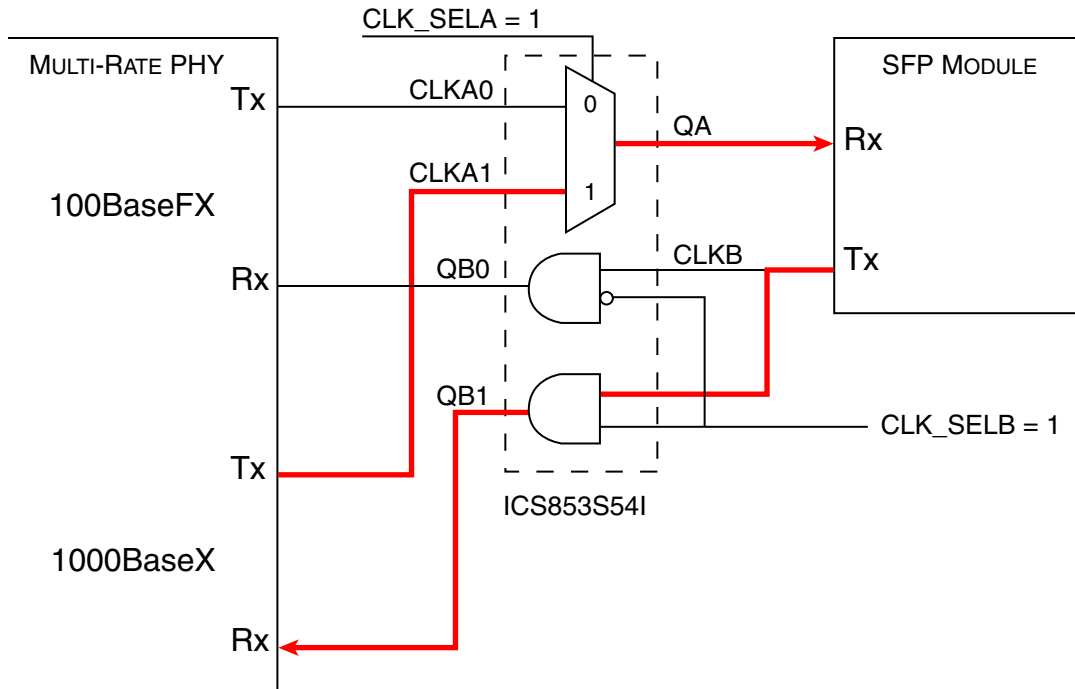 CLK_SELA = 1
MULTI-RATE PHY
SFP MODULE
Tx
CLKA0
0
QA
Rx
CLKA1
1
100BaseFX
Rx
QB0
CLKB
Tx
QB1
CLK_SELB = 1
Tx
ICS853S54I
1000BaseX
Rx